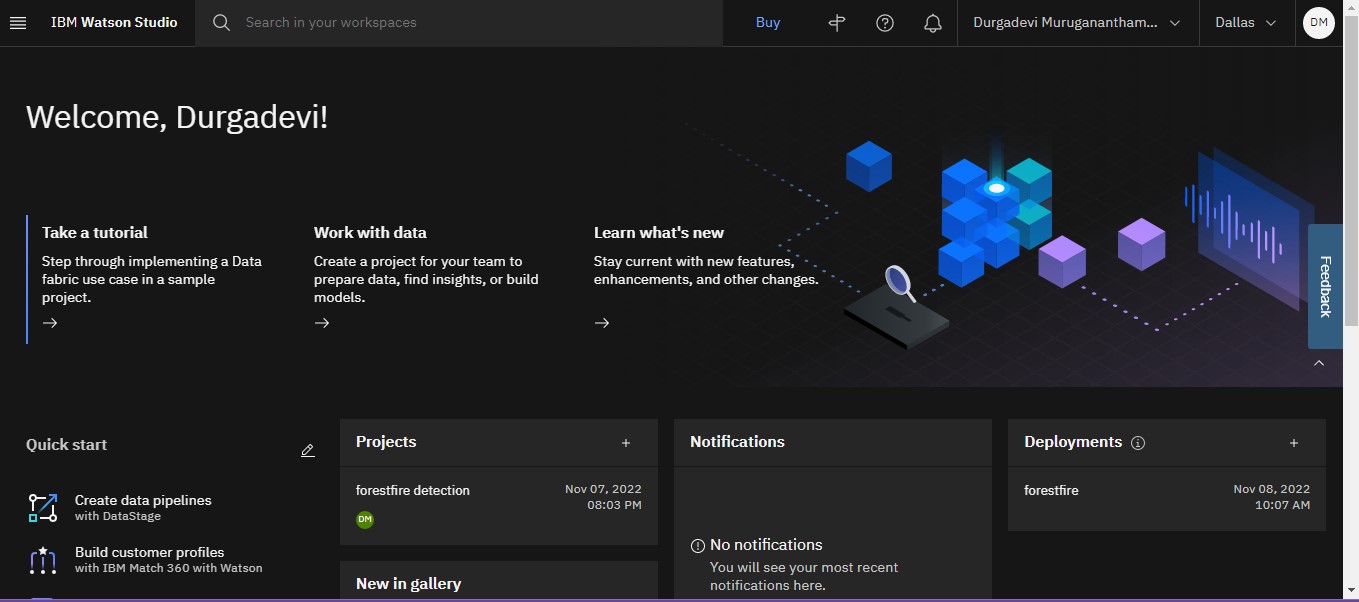 IBM Watson Studio
Search in your workspaces
Buy
Durgadevi Muruganantham...
Dallas
DM
Welcome, Durgadevi!
Take a tutorial
Step through implementing a Data
fabric use case in a sample
project.
Work with data
Create a project for your team to
prepare data, find insights, or build
models.
Learn what's new
Stay current with new features,
enhancements, and other changes.
Feedback
Quick start
Create data pipelines
with DataStage
Build customer profiles
with IBM Match 360 with Watson
Projects
forestfire detection
Nov 07, 2022
08:03 PM
DM
New in gallery
Notifications
No notifications
You will see your most recent
notifications here.
Deployments
forestfire
Nov 08, 2022
10:07 AM